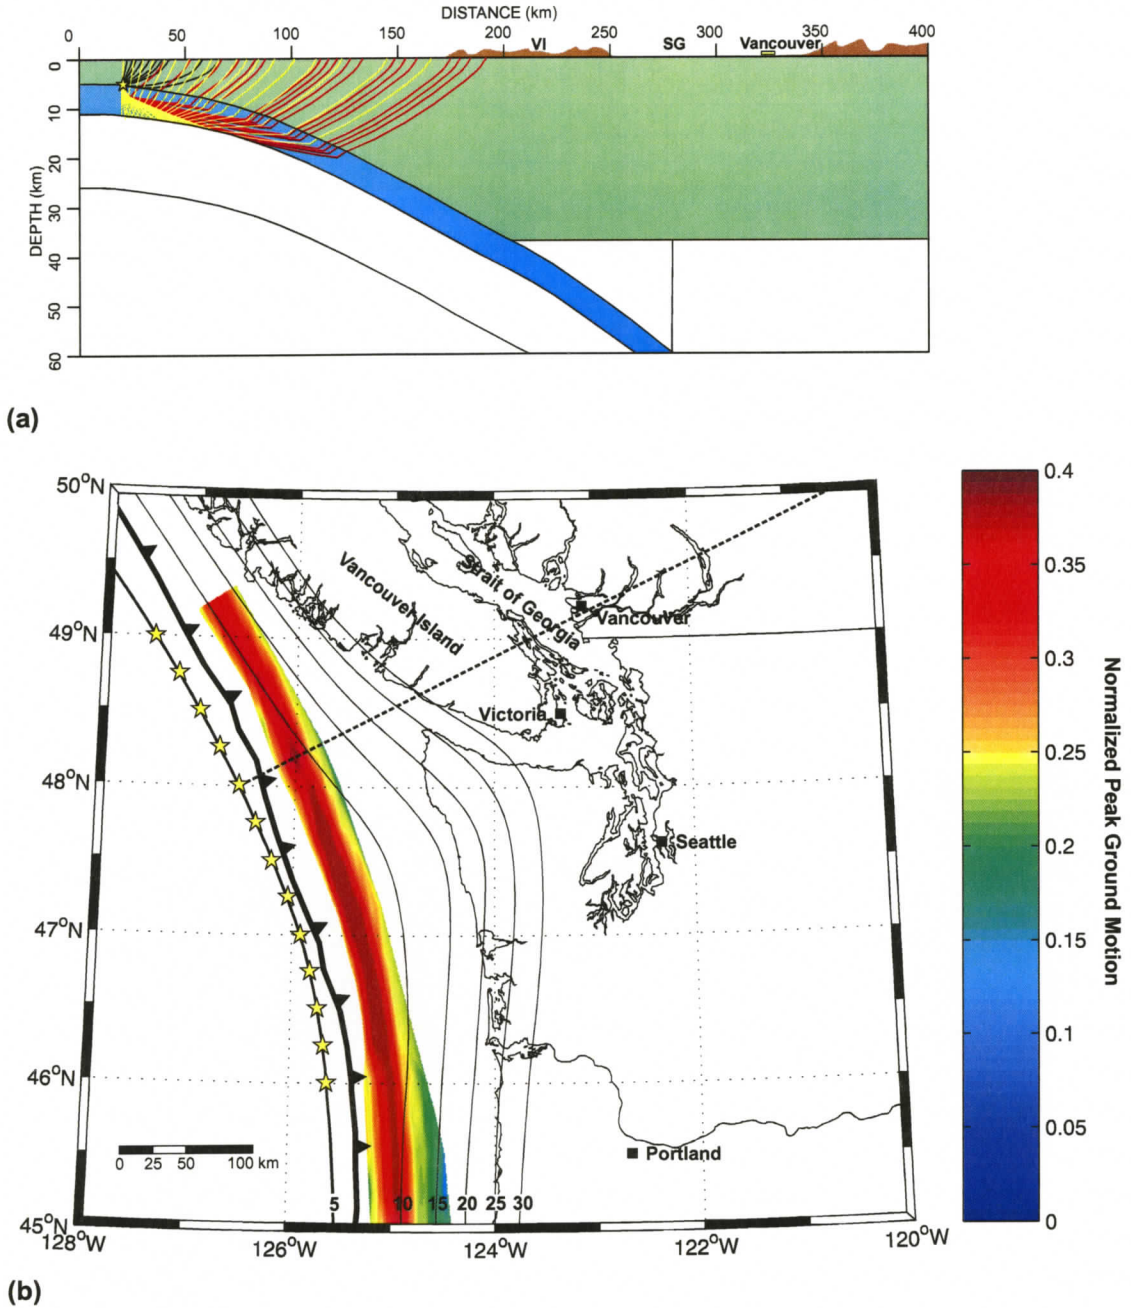 DISTANCE (km)
0 50 100 150 200 250 300 350 400
VI SG Vancouver
DEPTH (km)
0
10
20
30
40
50
60
(a)
50°N
49°N
48°N
47°N
46°N
45°N
Vancouver Island
Strait of Georgia
Vancouver
Victoria
Seattle
Portland
0 25 50 100 km
5 10 15 20 25 30
128°W 126°W 124°W 122°W 120°W
0.4
0.35
0.3
0.25
0.2
0.15
0.1
0.05
0
Normalized Peak Ground Motion
(b)